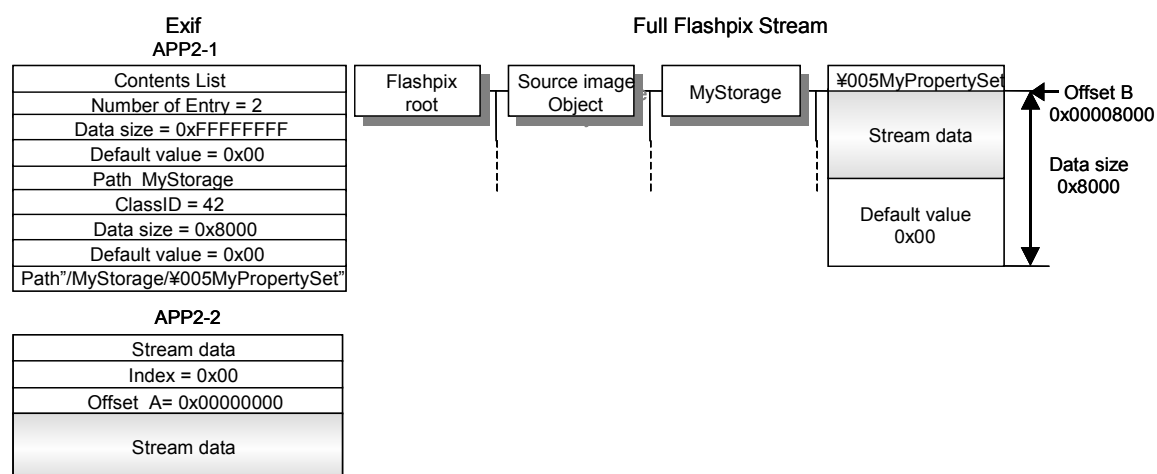 Exif
APP2-1
Contents List
Number of Entry = 2
Data size = 0xFFFFFFFF
Default value = 0x00
Path MyStorage
ClassID = 42
Data size = 0x8000
Default value = 0x00
Path”/MyStorage/¥005MyPropertySet”
APP2-2
Stream data
Index = 0x00
Offset A= 0x00000000
Stream data
Full Flashpix Stream
Flashpix
root
Source image
Object
MyStorage
¥005MyPropertySet
Stream data
Default value
0x00
Offset B
0x00008000
Data size
0x8000